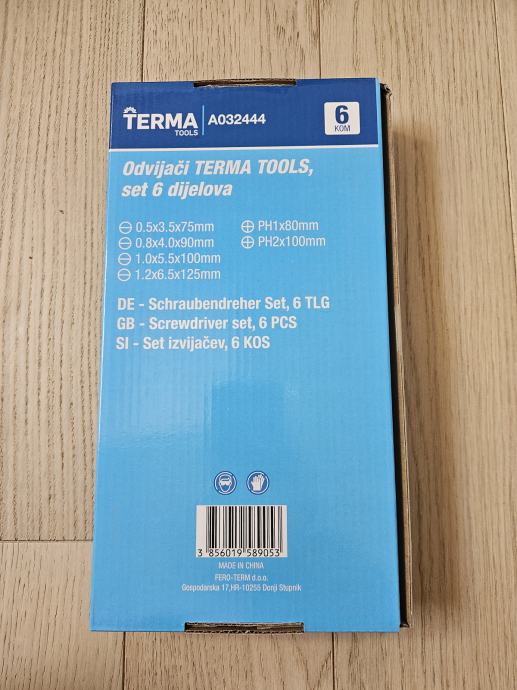 TERMA TOOLS A032444
6 KOM
Odvijači TERMA TOOLS,
set 6 dijelova
0.5x3.5x75mm PH1x80mm
0.8x4.0x90mm PH2x100mm
1.0x5.5x100mm
1.2x6.5x125mm
DE - Schraubendreher Set, 6 TLG
GB - Screwdriver set, 6 PCS
SI - Set izvijačev, 6 KOS
3 856019 589053
MADE IN CHINA
FERO-TERM d.o.o.
Gospodarska 17,HR-10255 Donji Stupnik